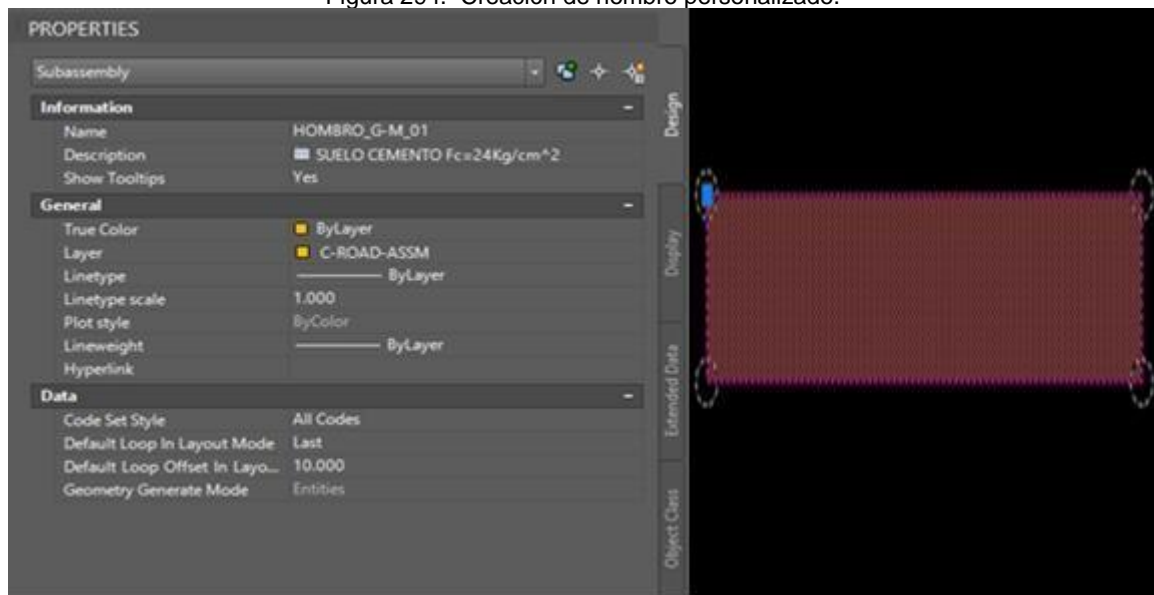 Figura 294. Creación de hombro personalizado.
PROPERTIES
Subassembly
Information
Name HOMBRO_G-M_01
Description SUELO CEMENTO Fc=24Kg/cm^2
Show Tooltips Yes
General
True Color ByLayer
Layer C-ROAD-ASSM
Linetype ByLayer
Linetype scale 1.000
Plot style ByColor
Lineweight ByLayer
Hyperlink
Data
Code Set Style All Codes
Default Loop In Layout Mode Last
Default Loop Offset In Layo... 10.000
Geometry Generate Mode Entities
Design
Display
Extended Data
Object Class